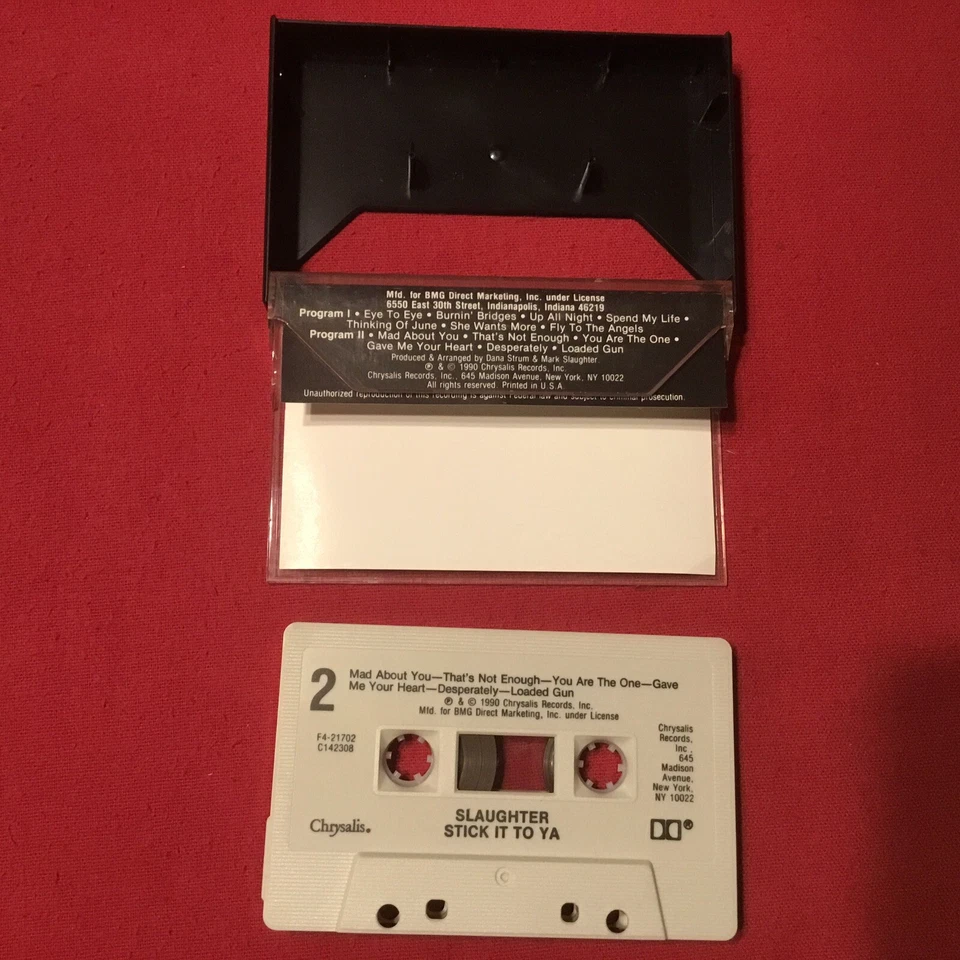 Mfd. for BMG Direct Marketing, Inc. under License
6550 East 30th Street, Indianapolis, Indiana 46219
Program I • Eye To Eye • Burnin' Bridges • Up All Night • Spend My Life •
Thinking Of June • She Wants More • Fly To The Angels
Program II • Mad About You • That's Not Enough • You Are The One •
Gave Me Your Heart • Desperately • Loaded Gun
Produced & Arranged by Dana Strum & Mark Slaughter.
℗ & © 1990 Chrysalis Records, Inc.
Chrysalis Records, Inc., 645 Madison Avenue, New York, NY 10022
All rights reserved. Printed in U.S.A.
Unauthorized reproduction of this recording is against Federal law and subject to criminal prosecution.
2
Mad About You—That's Not Enough—You Are The One—Gave
Me Your Heart—Desperately—Loaded Gun
℗ & © 1990 Chrysalis Records, Inc.
Mfd. for BMG Direct Marketing, Inc. under License
F4-21702
C142308
Chrysalis
Records,
Inc.,
645
Madison
Avenue,
New York,
NY 10022
SLAUGHTER
STICK IT TO YA
Chrysalis®
®